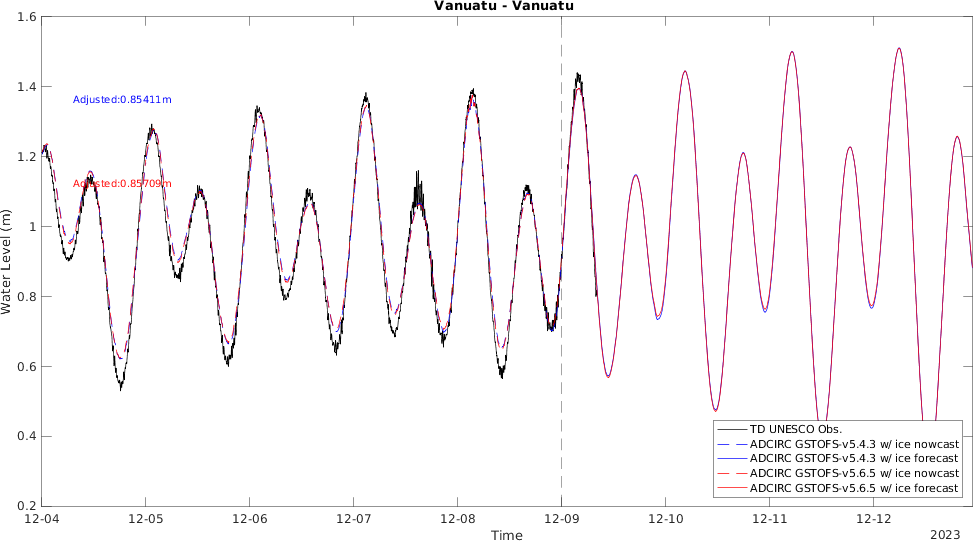 Vanuatu - Vanuatu
1.6
1.4
1.2
1
0.8
0.6
0.4
0.2
Water Level (m)
Adjusted:0.85411m
Adjusted:0.85709m
TD UNESCO Obs.
ADCIRC GSTOFS-v5.4.3 w/ ice nowcast
ADCIRC GSTOFS-v5.4.3 w/ ice forecast
ADCIRC GSTOFS-v5.6.5 w/ ice nowcast
ADCIRC GSTOFS-v5.6.5 w/ ice forecast
12-04 12-05 12-06 12-07 12-08 12-09 12-10 12-11 12-12
Time
2023